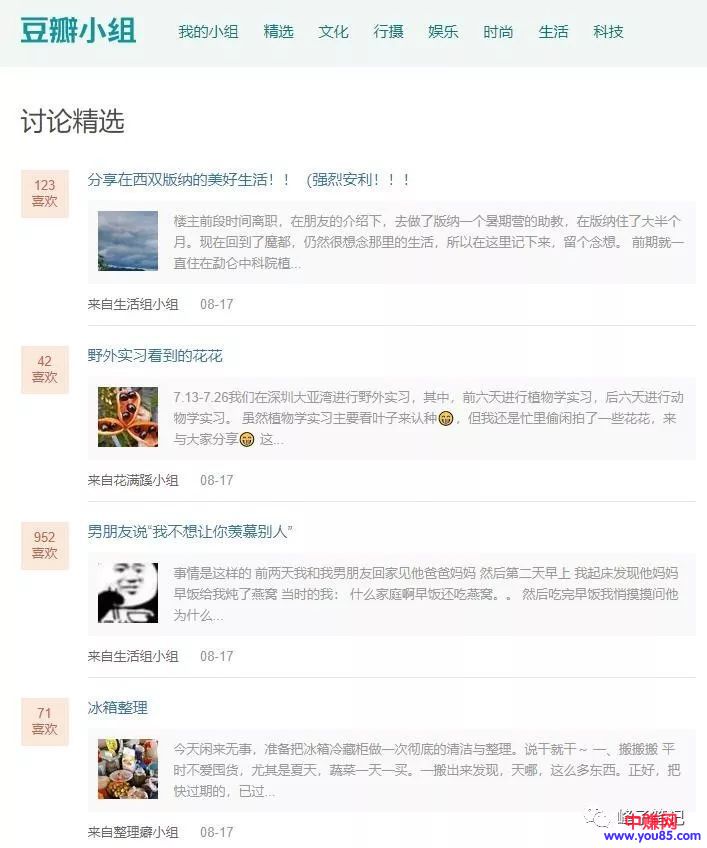 豆瓣小组 我的小组 精选 文化 行摄 娱乐 时尚 生活 科技
讨论精选
123
喜欢
分享在西双版纳的美好生活！！（强烈安利！！！
楼主前段时间离职，在朋友的介绍下，去做了版纳一个暑期营的助教，在版纳住了大半个
月。现在回到了魔都，仍然很想念那里的生活，所以在这里记下来，留个念想。 前期就一
直住在勐仑中科院植...
来自生活组小组 08-17
42
喜欢
野外实习看到的花花
7.13-7.26我们在深圳大亚湾进行野外实习，其中，前六天进行植物学实习，后六天进行动
物学实习。 虽然植物学实习主要看叶子来认种😁，但我还是忙里偷闲拍了一些花花，来
与大家分享😁 这...
来自花满蹊小组 08-17
952
喜欢
男朋友说“我不想让你羡慕别人”
事情是这样的 前两天我和我男朋友回家见他爸爸妈妈 然后第二天早上 我起床发现他妈妈
早饭给我炖了燕窝 当时的我： 什么家庭啊早饭还吃燕窝。。 然后吃完早饭我悄摸摸问他
为什么...
来自生活组小组 08-17
71
喜欢
冰箱整理
今天闲来无事，准备把冰箱冷藏柜做一次彻底的清洁与整理。说干就干～ 一、搬搬搬 平
时不爱囤货，尤其是夏天，蔬菜一天一买。一搬出来发现，天哪，这么多东西。正好，把
快过期的，已过...
来自整理癖小组 08-17
中赚网
www.you85.com